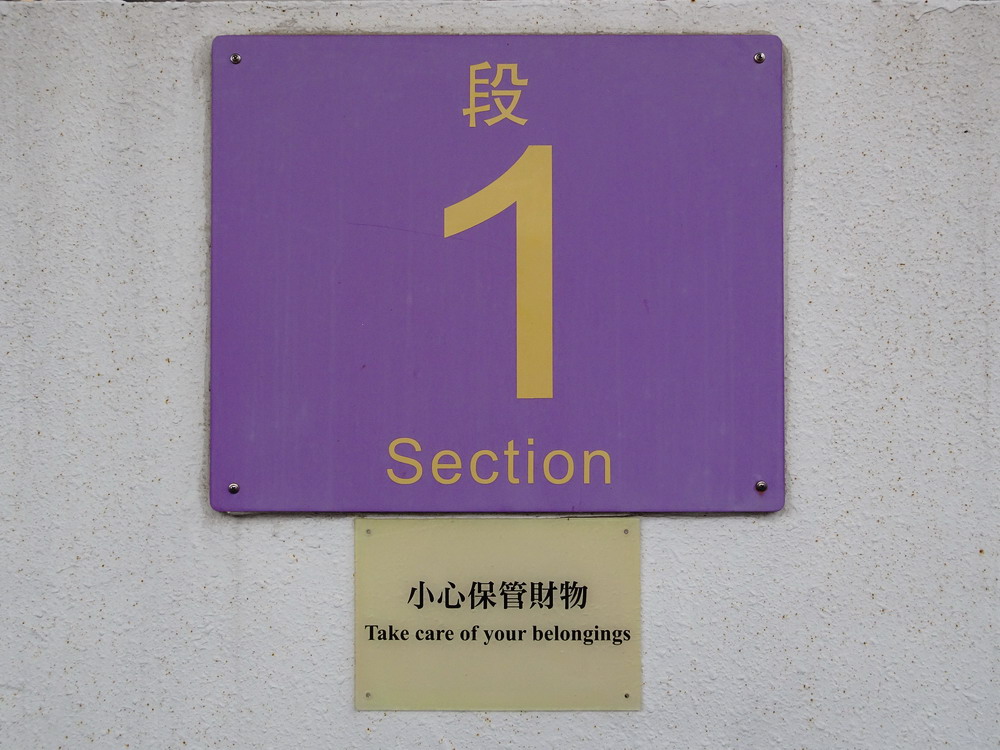 段
1
Section
小心保管財物
Take care of your belongings